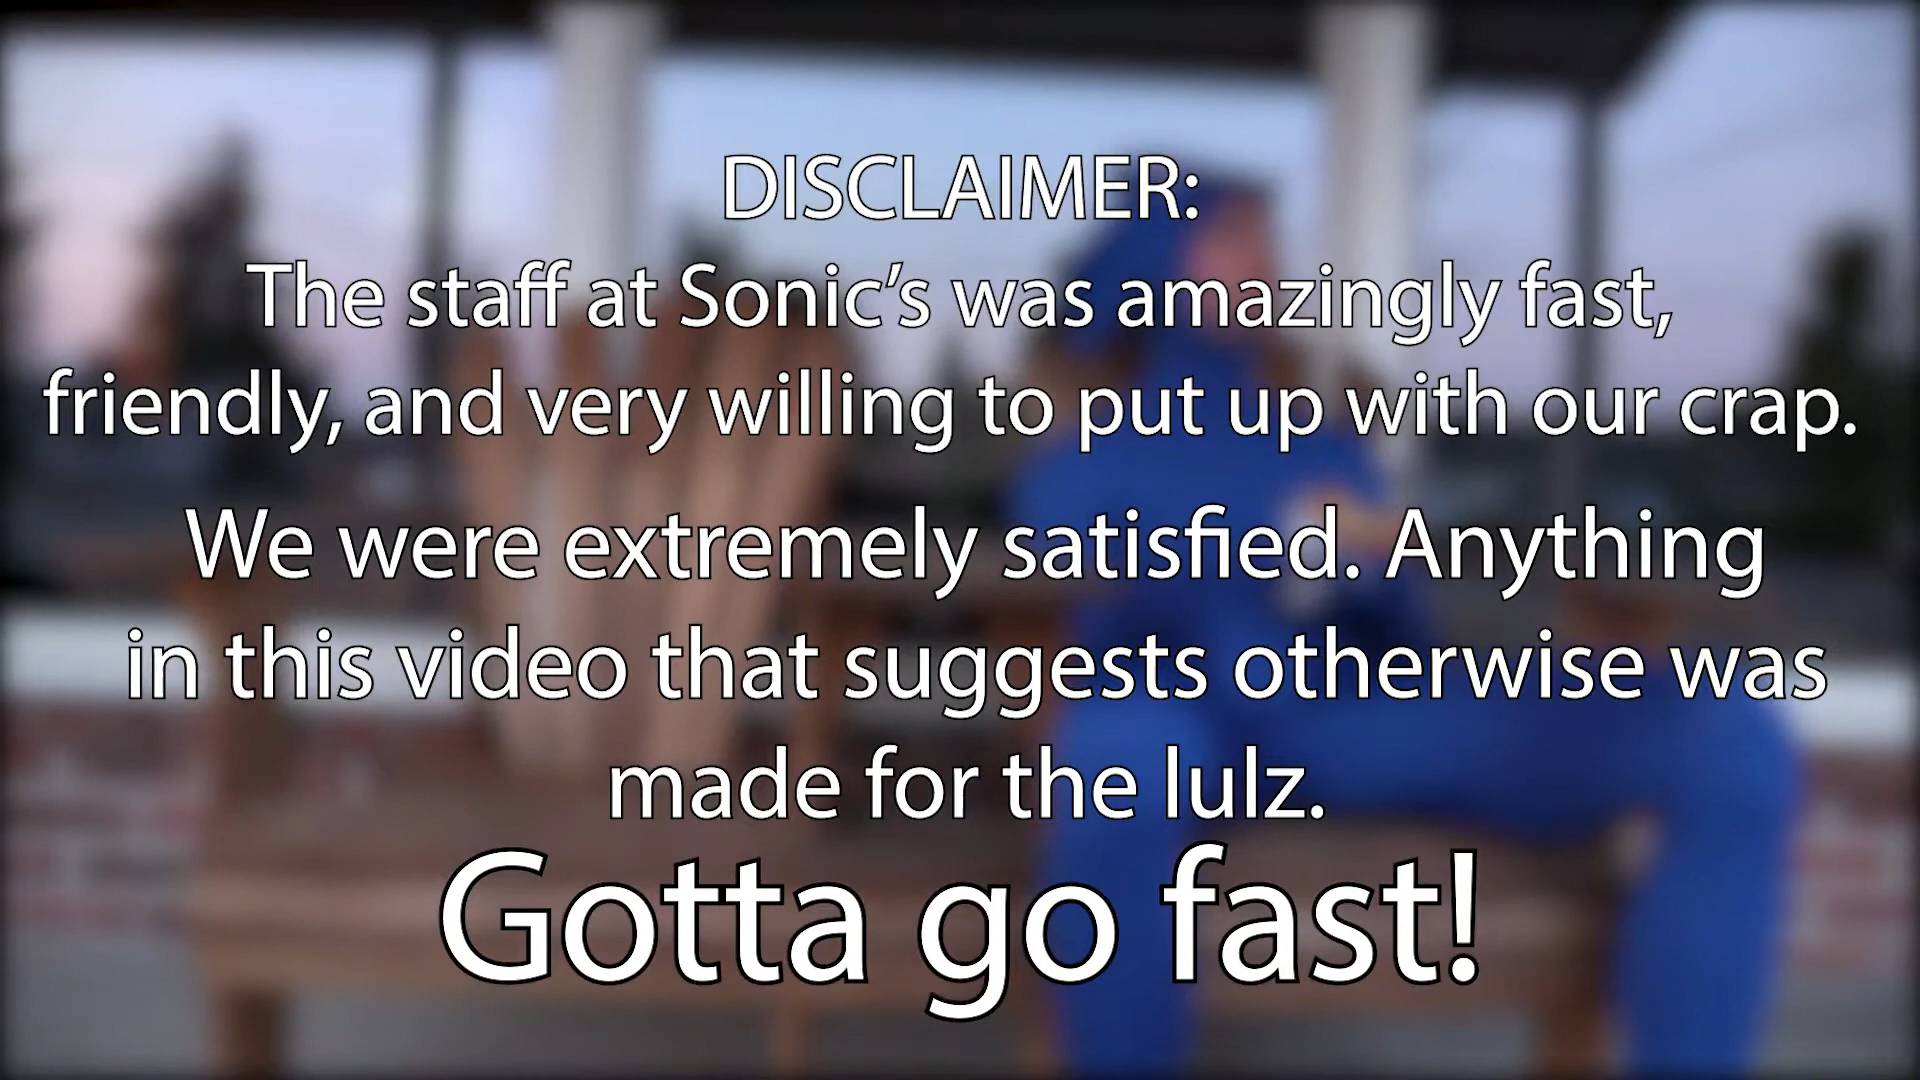 DISCLAIMER:
The staff at Sonic’s was amazingly fast,
friendly, and very willing to put up with our crap.
We were extremely satisfied. Anything
in this video that suggests otherwise was
made for the lulz.
Gotta go fast!